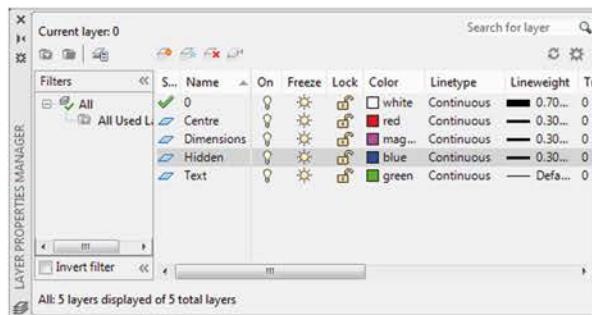 Current layer: 0
Search for layer
Filters
All
All Used La
Invert filter
S... Name On Freeze Lock Color Linetype Lineweight Tr
0 white Continuous 0.70... 0
Centre red Continuous 0.30... 0
Dimensions mag... Continuous 0.30... 0
Hidden blue Continuous 0.30... 0
Text green Continuous Defa... 0
LAYER PROPERTIES MANAGER
All: 5 layers displayed of 5 total layers